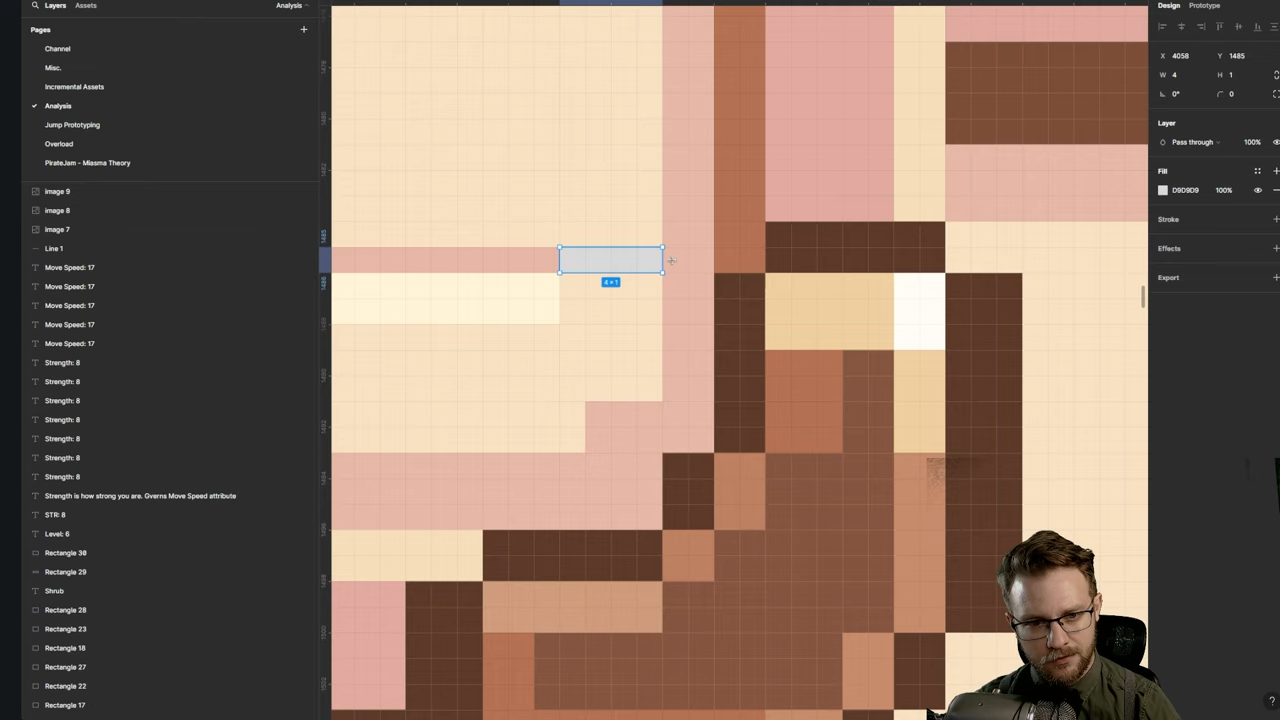 Layers Assets Analysis
Pages
Channel
Misc.
Incremental Assets
Analysis
Jump Prototyping
Overload
PirateJam - Miasma Theory
image 9
image 8
image 7
Line 1
Move Speed: 17
Move Speed: 17
Move Speed: 17
Move Speed: 17
Move Speed: 17
Strength: 8
Strength: 8
Strength: 8
Strength: 8
Strength: 8
Strength: 8
Strength: 8
Strength is how strong you are. Gverns Move Speed attribute
STR: 8
Level: 6
Rectangle 30
Rectangle 29
Shrub
Rectangle 28
Rectangle 23
Rectangle 18
Rectangle 27
Rectangle 22
Rectangle 17
1485
1486
4 × 1
Design Prototype
X 4058 Y 1485
W 4 H 1
0° 0
Layer
Pass through 100%
Fill
D9D9D9 100%
Stroke
Effects
Export
?